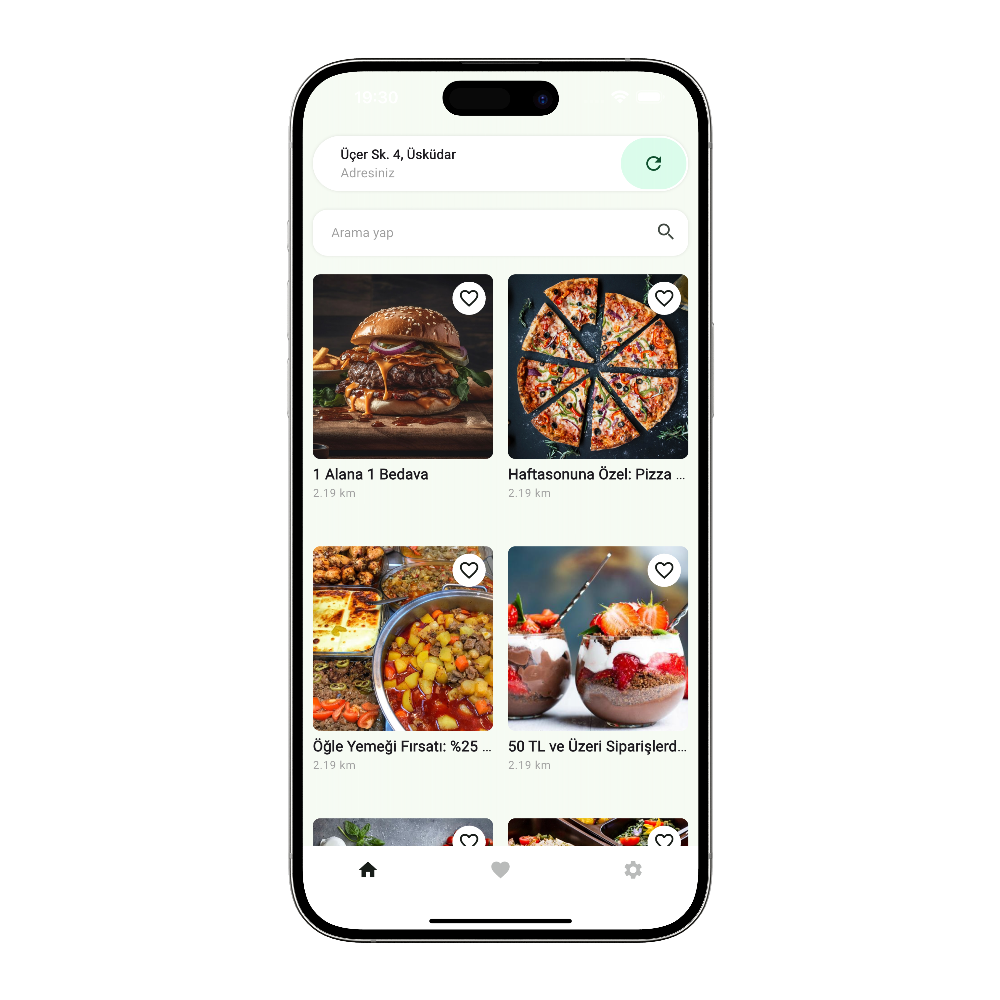 19:30
Üçer Sk. 4, Üsküdar
Adresiniz
Arama yap
1 Alana 1 Bedava
Haftasonuna Özel: Pizza ...
2.19 km
2.19 km
Öğle Yemeği Fırsatı: %25 ...
50 TL ve Üzeri Siparişlerd...
2.19 km
2.19 km